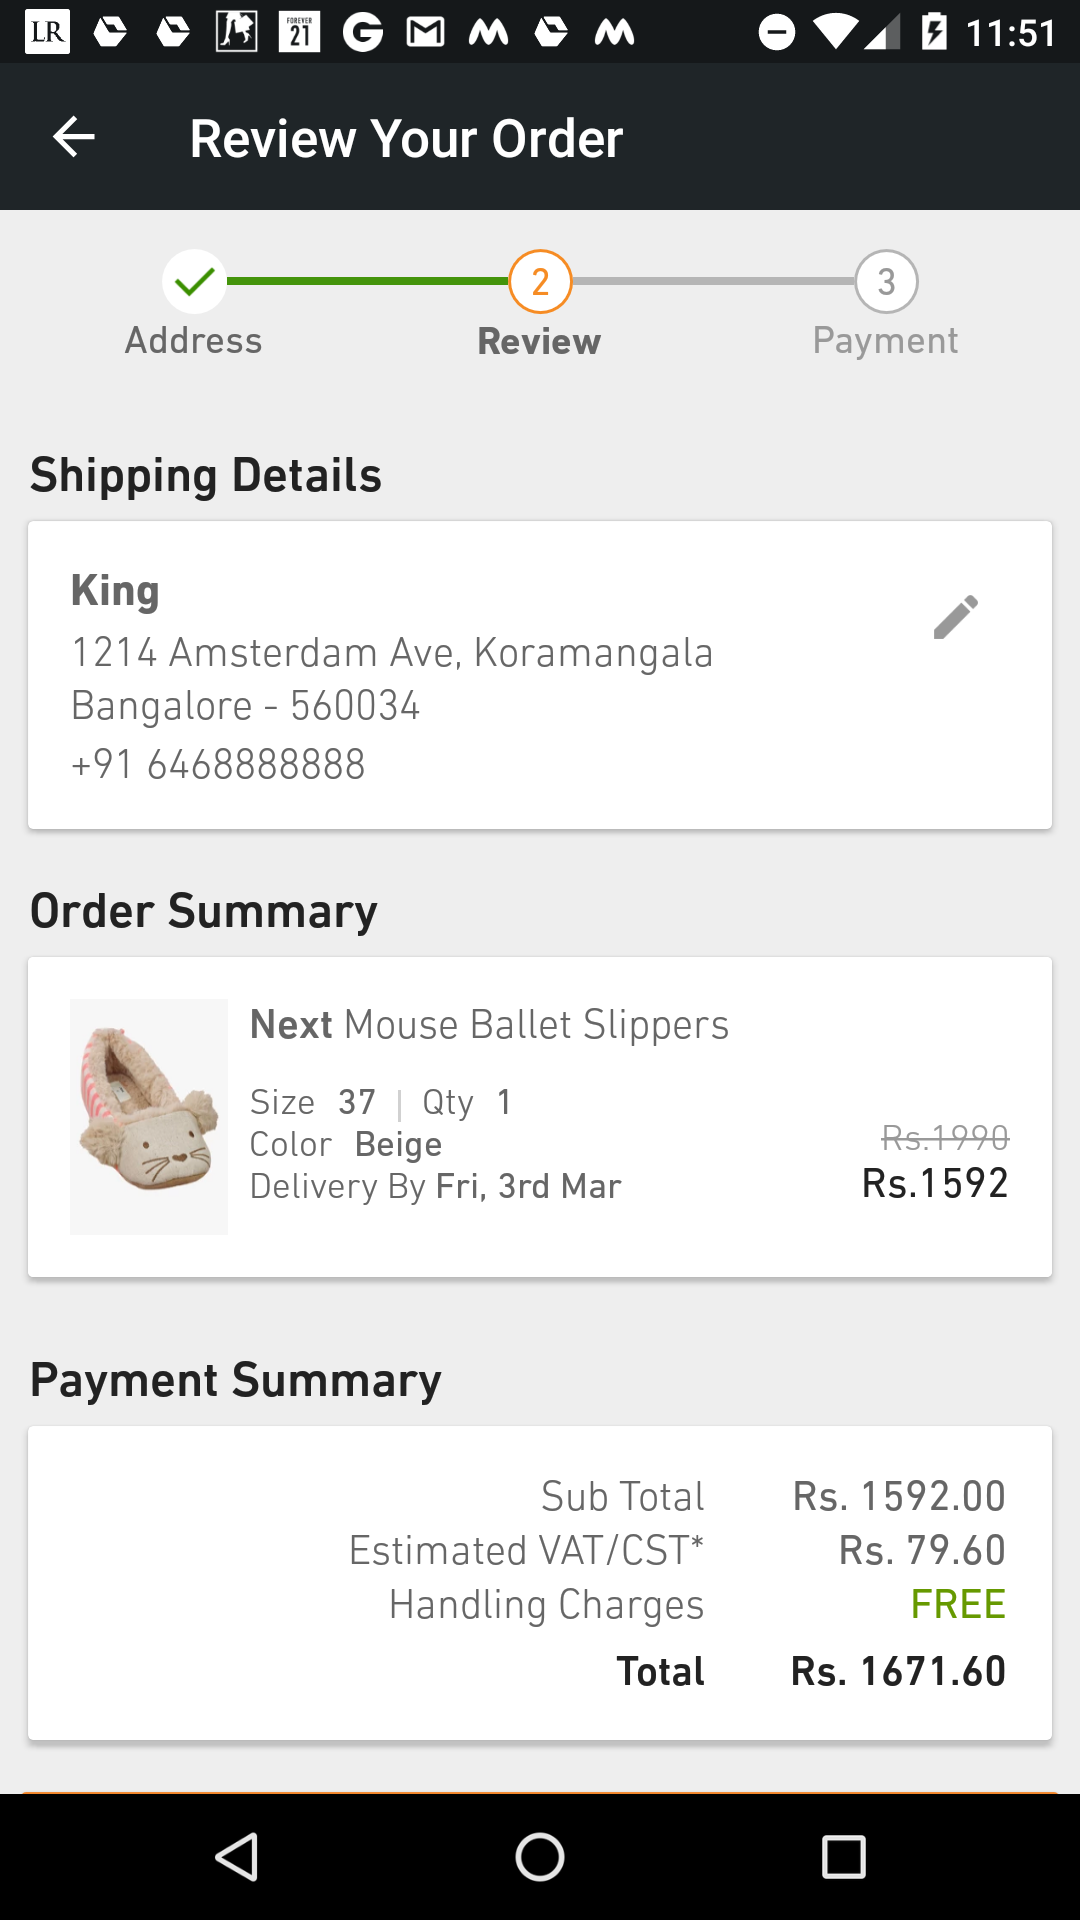 LR FOREVER 21 G M 11:51
Review Your Order
2 3
Address Review Payment
Shipping Details
King
1214 Amsterdam Ave, Koramangala
Bangalore - 560034
+91 6468888888
Order Summary
Next Mouse Ballet Slippers
Size 37 | Qty 1
Color Beige
Rs.1990
Delivery By Fri, 3rd Mar
Rs.1592
Payment Summary
Sub Total Rs. 1592.00
Estimated VAT/CST* Rs. 79.60
Handling Charges FREE
Total Rs. 1671.60